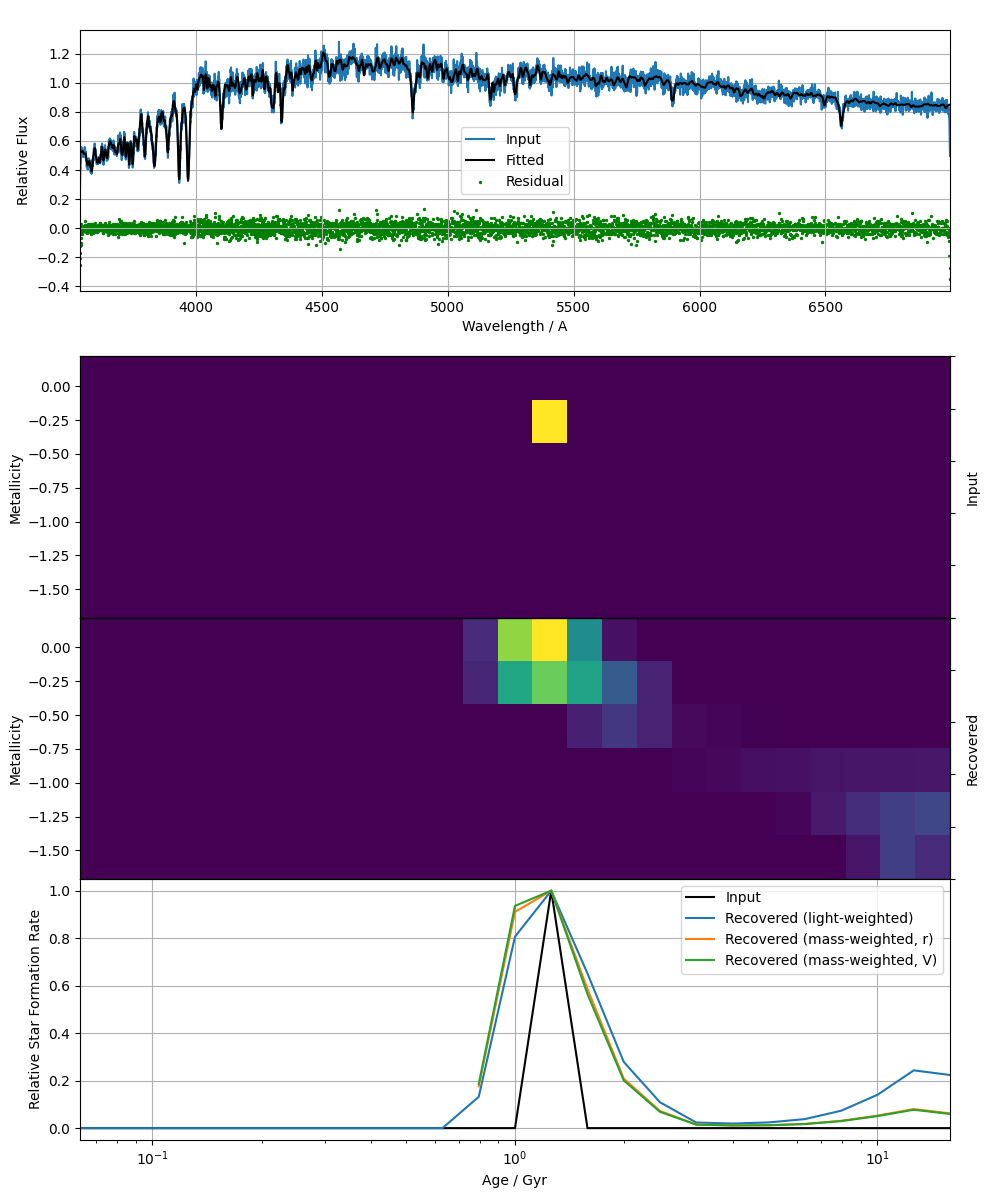 1.2
1.0
0.8
0.6
0.4
0.2
0.0
−0.2
−0.4
Relative Flux
Input
Fitted
Residual
4000 4500 5000 5500 6000 6500
Wavelength / A
0.00
−0.25
−0.50
−0.75
−1.00
−1.25
−1.50
Metallicity
Input
0.00
−0.25
−0.50
−0.75
−1.00
−1.25
−1.50
Metallicity
Recovered
1.0
0.8
0.6
0.4
0.2
0.0
Relative Star Formation Rate
Input
Recovered (light-weighted)
Recovered (mass-weighted, r)
Recovered (mass-weighted, V)
10⁻¹ 10⁰ 10¹
Age / Gyr